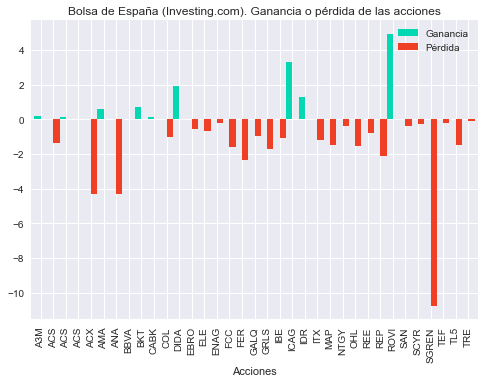 Bolsa de España (Investing.com). Ganancia o pérdida de las acciones
Ganancia
Pérdida
4
2
0
−2
−4
−6
−8
−10
A3M
ACS
ACS
ACS
ACX
AMA
ANA
BBVA
BKT
CABK
COL
DIDA
EBRO
ELE
ENAG
FCC
FER
GALQ
GRLS
IBE
ICAG
IDR
ITX
MAP
NTGY
OHL
REE
REP
ROVI
SAN
SCYR
SGREN
TEF
TL5
TRE
Acciones